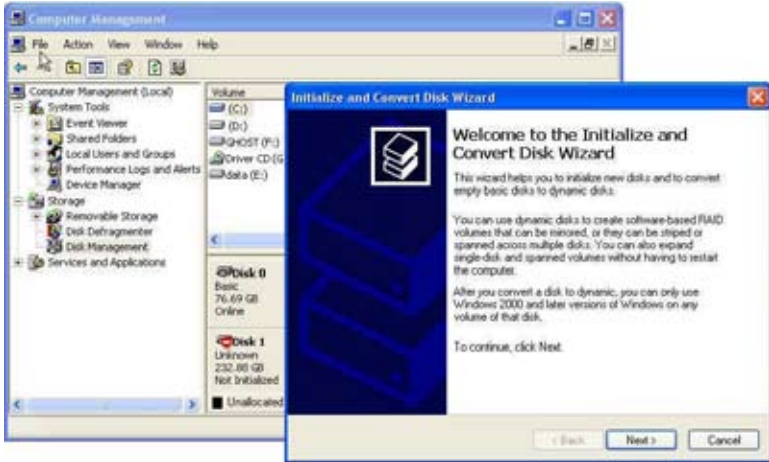 Computer Management
File Action View Window Help
Computer Management (Local)
System Tools
Event Viewer
Shared Folders
Local Users and Groups
Performance Logs and Alerts
Device Manager
Storage
Removable Storage
Disk Defragmenter
Disk Management
Services and Applications
Volume
(C:)
(D:)
GHOST (F:)
Driver CD (G
data (E:)
Disk 0
Basic
76.69 GB
Online
Disk 1
Unknown
232.88 GB
Not Initialized
Unallocated
Initialize and Convert Disk Wizard
Welcome to the Initialize and
Convert Disk Wizard
This wizard helps you to initialize new disks and to convert
empty basic disks to dynamic disks.
You can use dynamic disks to create software-based RAID
volumes that can be mirrored, or they can be striped or
spanned across multiple disks. You can also expand
single-disk and spanned volumes without having to restart
the computer.
After you convert a disk to dynamic, you can only use
Windows 2000 and later versions of Windows on any
volume of that disk.
To continue, click Next.
< Back Next > Cancel